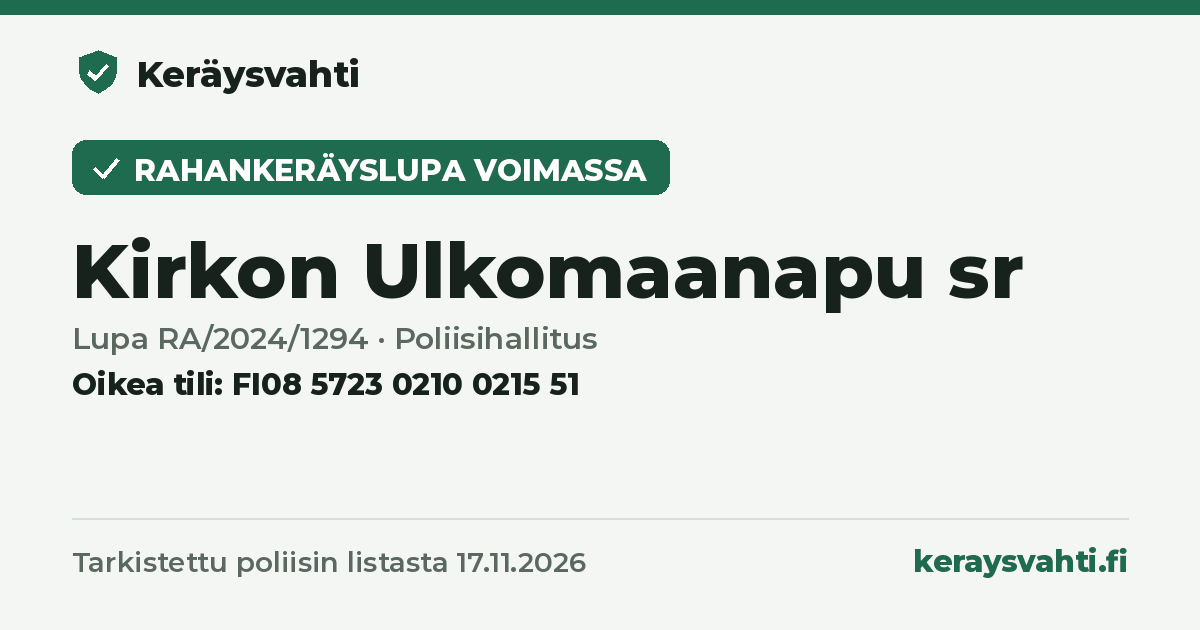 Keräysvahti
RAHANKERÄYSLUPA VOIMASSA
Kirkon Ulkomaanapu sr
Lupa RA/2024/1294 · Poliisihallitus
Oikea tili: FI08 5723 0210 0215 51
Tarkistettu poliisin listasta 17.11.2026
keraysvahti.fi